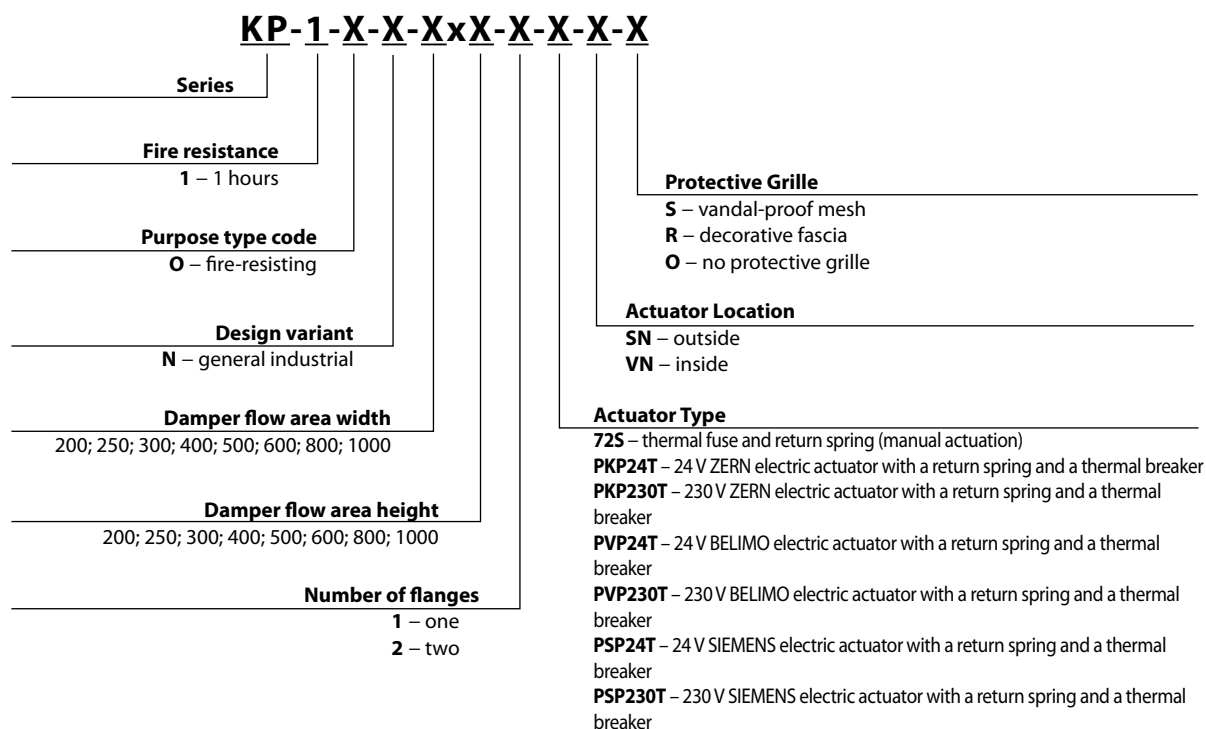 KP-1-X-X-XxX-X-X-X-X
Series
Fire resistance
1 – 1 hours
Purpose type code
O – fire-resisting
Design variant
N – general industrial
Damper flow area width
200; 250; 300; 400; 500; 600; 800; 1000
Damper flow area height
200; 250; 300; 400; 500; 600; 800; 1000
Number of flanges
1 – one
2 – two
Protective Grille
S – vandal-proof mesh
R – decorative fascia
O – no protective grille
Actuator Location
SN – outside
VN – inside
Actuator Type
72S – thermal fuse and return spring (manual actuation)
PKP24T – 24 V ZERN electric actuator with a return spring and a thermal breaker
PKP230T – 230 V ZERN electric actuator with a return spring and a thermal
breaker
PVP24T – 24 V BELIMO electric actuator with a return spring and a thermal
breaker
PVP230T – 230 V BELIMO electric actuator with a return spring and a thermal
breaker
PSP24T – 24 V SIEMENS electric actuator with a return spring and a thermal
breaker
PSP230T – 230 V SIEMENS electric actuator with a return spring and a thermal
breaker